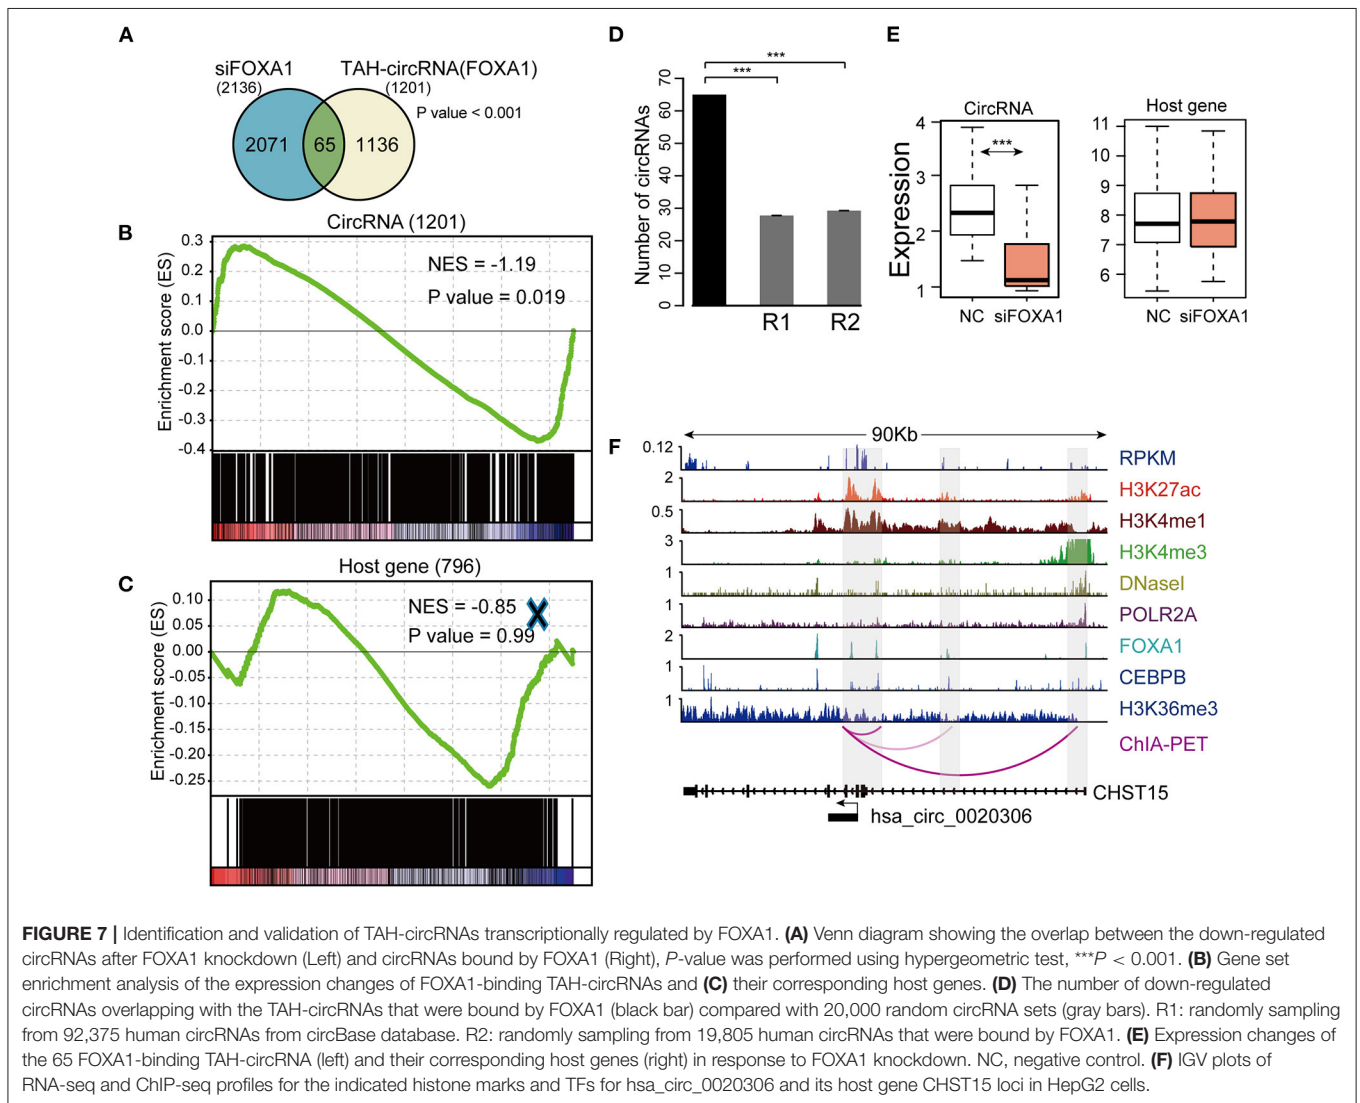 A
siFOXA1
(2136)
TAH-circRNA(FOXA1)
(1201)
P value < 0.001
2071
65
1136
B
CircRNA (1201)
Enrichment score (ES)
0.3
0.2
0.1
0.0
-0.1
-0.2
-0.3
-0.4
NES = -1.19
P value = 0.019
C
Host gene (796)
Enrichment score (ES)
0.10
0.05
0.00
-0.05
-0.10
-0.15
-0.20
-0.25
NES = -0.85
P value = 0.99
D
Number of circRNAs
70
60
50
40
30
20
10
0
***
***
R1
R2
E
CircRNA
Expression
4
3
2
1
***
NC siFOXA1
Host gene
11
10
9
8
7
6
NC siFOXA1
F
90Kb
0.12
RPKM
2
H3K27ac
0.5
H3K4me1
3
H3K4me3
1
DNaseI
1
POLR2A
2
FOXA1
1
CEBPB
1
H3K36me3
ChIA-PET
CHST15
hsa_circ_0020306
FIGURE 7 | Identification and validation of TAH-circRNAs transcriptionally regulated by FOXA1. (A) Venn diagram showing the overlap between the down-regulated
circRNAs after FOXA1 knockdown (Left) and circRNAs bound by FOXA1 (Right), P-value was performed using hypergeometric test, ***P < 0.001. (B) Gene set
enrichment analysis of the expression changes of FOXA1-binding TAH-circRNAs and (C) their corresponding host genes. (D) The number of down-regulated
circRNAs overlapping with the TAH-circRNAs that were bound by FOXA1 (black bar) compared with 20,000 random circRNA sets (gray bars). R1: randomly sampling
from 92,375 human circRNAs from circBase database. R2: randomly sampling from 19,805 human circRNAs that were bound by FOXA1. (E) Expression changes of
the 65 FOXA1-binding TAH-circRNA (left) and their corresponding host genes (right) in response to FOXA1 knockdown. NC, negative control. (F) IGV plots of
RNA-seq and ChIP-seq profiles for the indicated histone marks and TFs for hsa_circ_0020306 and its host gene CHST15 loci in HepG2 cells.